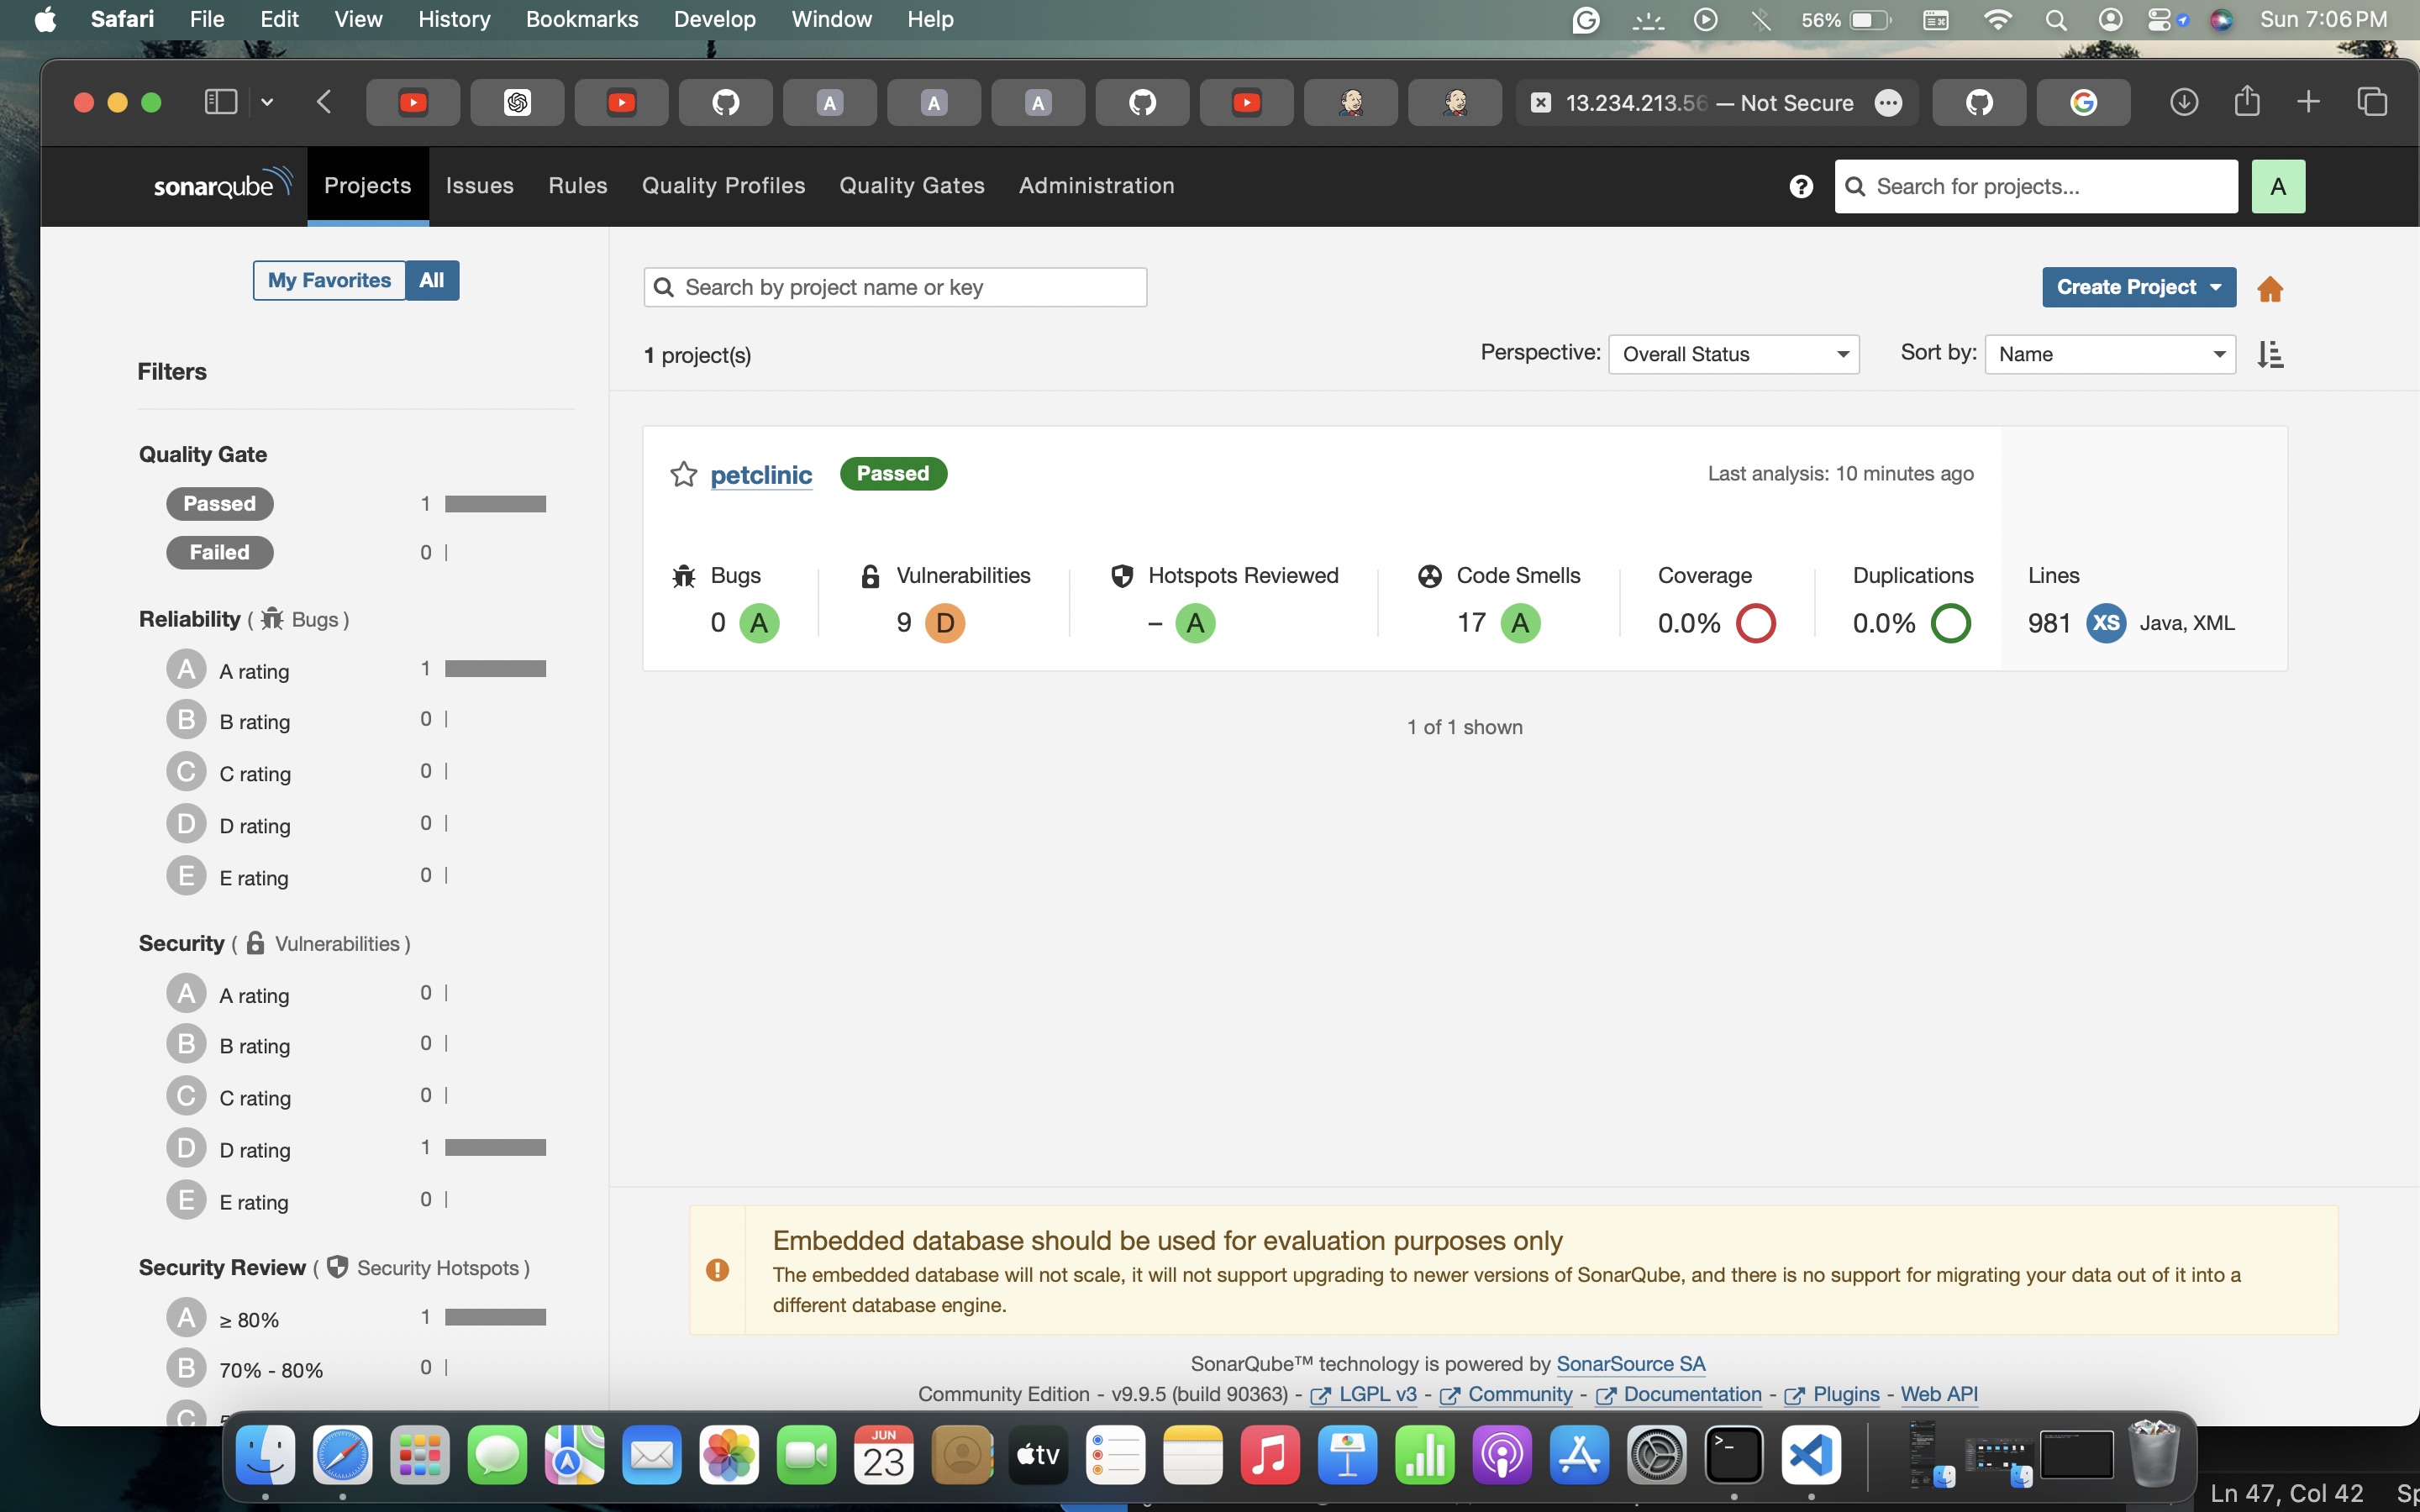 Safari File Edit View History Bookmarks Develop Window Help 56% Sun 7:06 PM
A A A 13.234.213.56 — Not Secure
sonarqube Projects Issues Rules Quality Profiles Quality Gates Administration Search for projects... A
My Favorites All
Search by project name or key
Create Project
1 project(s)
Perspective: Overall Status Sort by: Name
Filters
Quality Gate
Passed 1
Failed 0
Reliability ( Bugs )
A A rating 1
B B rating 0
C C rating 0
D D rating 0
E E rating 0
Security ( Vulnerabilities )
A A rating 0
B B rating 0
C C rating 0
D D rating 1
E E rating 0
Security Review ( Security Hotspots )
A ≥ 80% 1
B 70% - 80% 0
C
petclinic Passed Last analysis: 10 minutes ago
Bugs Vulnerabilities Hotspots Reviewed Code Smells Coverage Duplications Lines
0 A 9 D – A 17 A 0.0% 0.0% 981 XS Java, XML
1 of 1 shown
Embedded database should be used for evaluation purposes only
The embedded database will not scale, it will not support upgrading to newer versions of SonarQube, and there is no support for migrating your data out of it into a
different database engine.
SonarQube™ technology is powered by SonarSource SA
Community Edition - v9.9.5 (build 90363) - LGPL v3 - Community - Documentation - Plugins - Web API
JUN
23
tv
Ln 47, Col 42